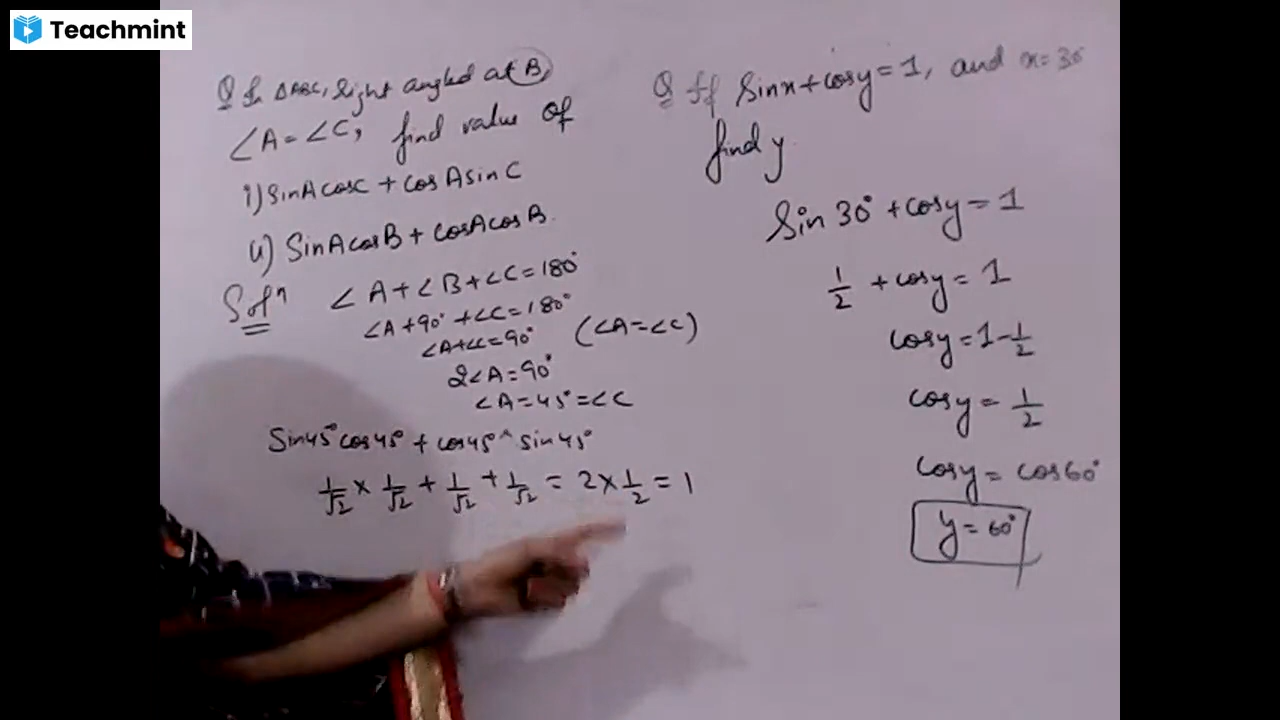 Teachmint
Q In ΔABC, right angled at B,
∠A=∠C, find value of
i) sinA cosC + cosA sinC
ii) SinA cosB + cosA cos B.
Solⁿ ∠A+∠B+∠C=180°
∠A+90°+∠C=180°
∠A+∠C=90° (∠A=∠C)
2∠A=90°
∠A=45°=∠C
Sin45° cos45° + cos45° × sin45°
1/√2 × 1/√2 + 1/√2 + 1/√2 = 2×1/2 = 1
Q If Sinx+cosy=1, and x=30
find y
Sin 30° + cosy = 1
1/2 + cosy = 1
cosy=1-1/2
cosy= 1/2
cosy= cos60°
y=60°